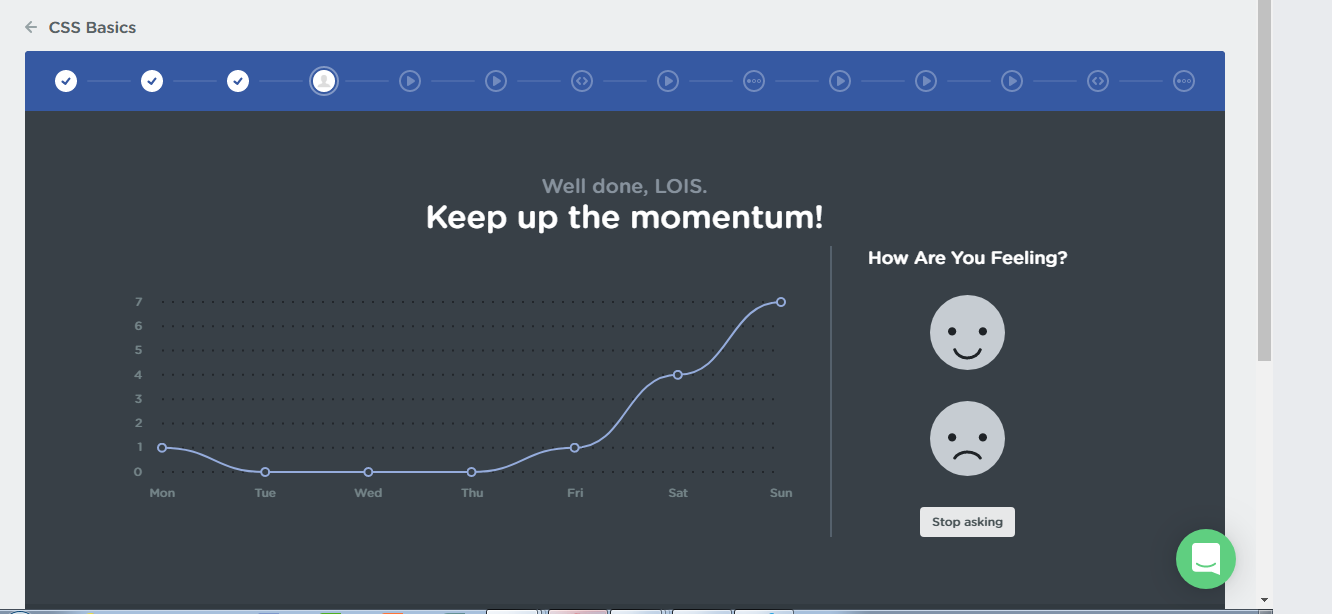 CSS Basics
Well done, LOIS.
Keep up the momentum!
How Are You Feeling?
7
6
5
4
3
2
1
0
Mon Tue Wed Thu Fri Sat Sun
Stop asking